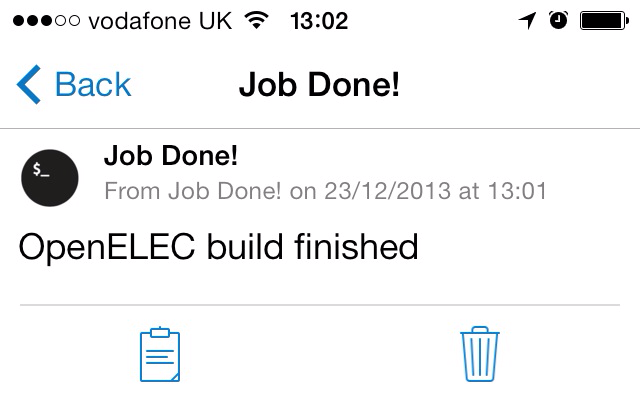 vodafone UK 13:02
Back Job Done!
$_
Job Done!
From Job Done! on 23/12/2013 at 13:01
OpenELEC build finished